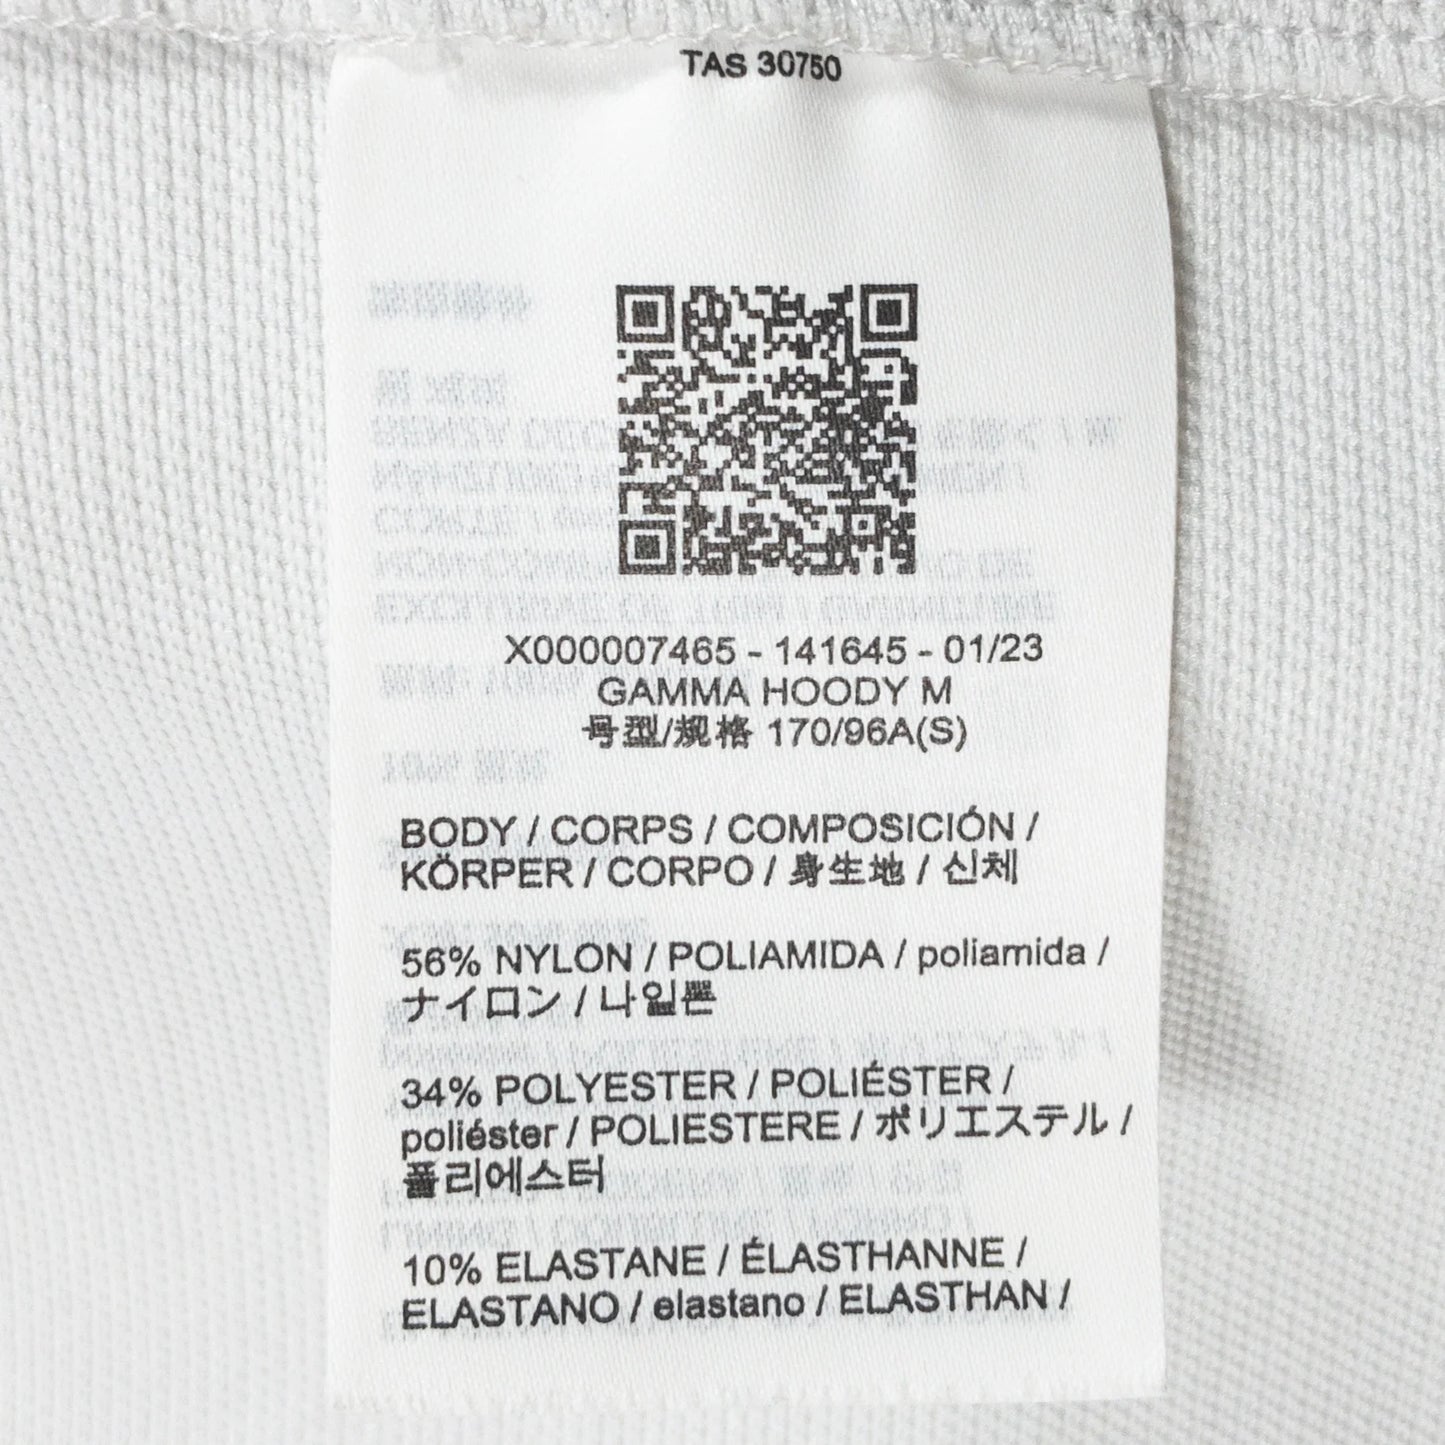 TAS 30750
X000007465 - 141645 - 01/23
GAMMA HOODY M
号型/规格 170/96A(S)
BODY / CORPS / COMPOSICIÓN /
KÖRPER / CORPO / 身生地 / 신체
56% NYLON / POLIAMIDA / poliamida /
ナイロン / 나일론
34% POLYESTER / POLIÉSTER /
poliéster / POLIESTERE / ポリエステル /
폴리에스터
10% ELASTANE / ÉLASTHANNE /
ELASTANO / elastano / ELASTHAN /